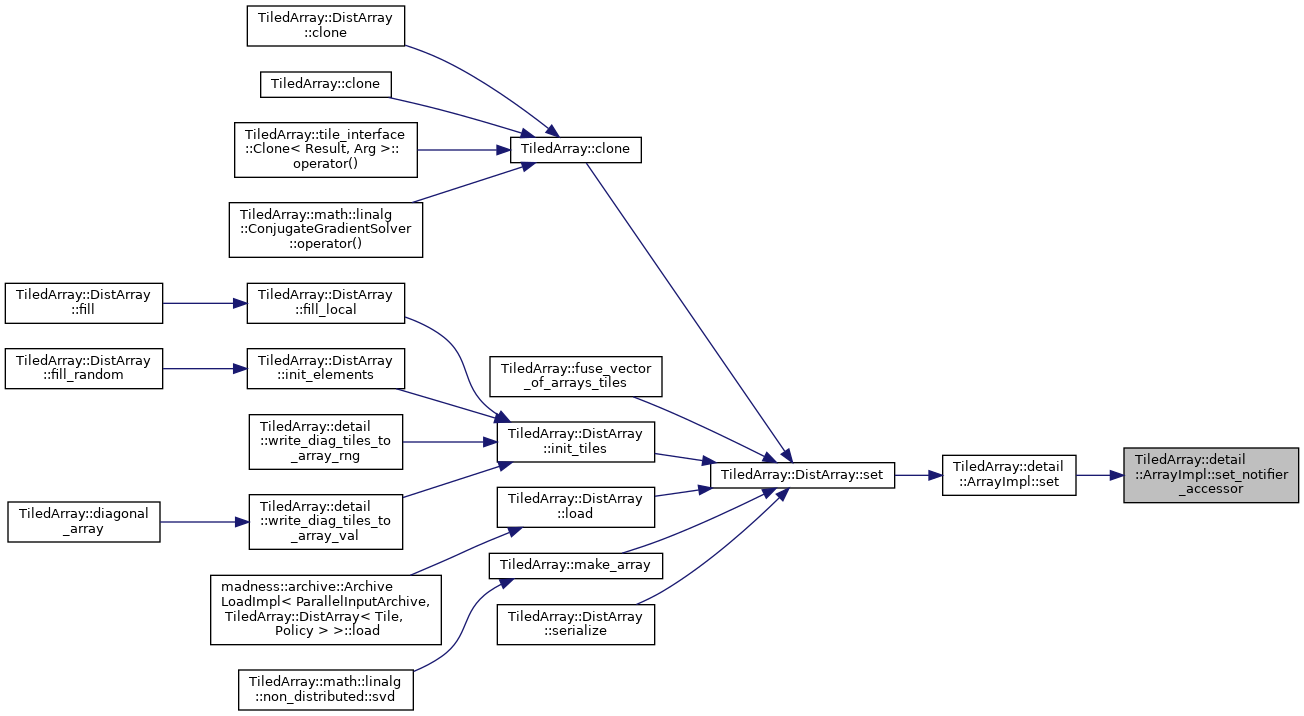 TiledArray::DistArray
::clone
TiledArray::clone
TiledArray::tile_interface
::Clone< Result, Arg >::
operator()
TiledArray::clone
TiledArray::math::linalg
::ConjugateGradientSolver
::operator()
TiledArray::DistArray
::fill
TiledArray::DistArray
::fill_local
TiledArray::DistArray
::fill_random
TiledArray::DistArray
::init_elements
TiledArray::fuse_vector
_of_arrays_tiles
TiledArray::detail
::write_diag_tiles_to
_array_rng
TiledArray::DistArray
::init_tiles
TiledArray::DistArray::set
TiledArray::detail
::ArrayImpl::set
TiledArray::detail
::ArrayImpl::set_notifier
_accessor
TiledArray::diagonal
_array
TiledArray::detail
::write_diag_tiles_to
_array_val
TiledArray::DistArray
::load
TiledArray::make_array
madness::archive::Archive
LoadImpl< ParallelInputArchive,
TiledArray::DistArray< Tile,
Policy > >::load
TiledArray::DistArray
::serialize
TiledArray::math::linalg
::non_distributed::svd